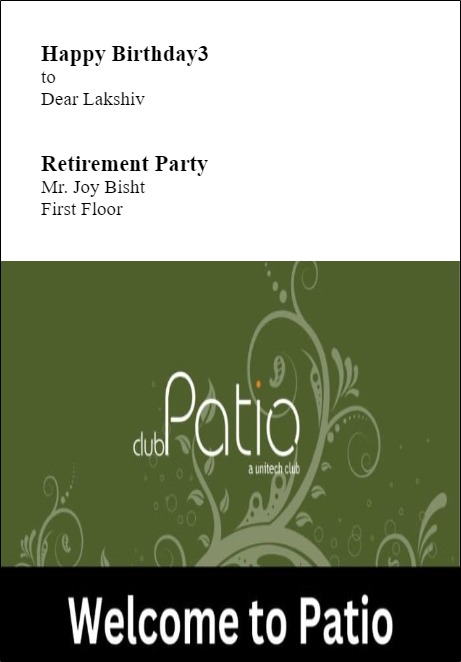 Happy Birthday3
to
Dear Lakshiv
Retirement Party
Mr. Joy Bisht
First Floor
club Patio
a unitech club
Welcome to Patio